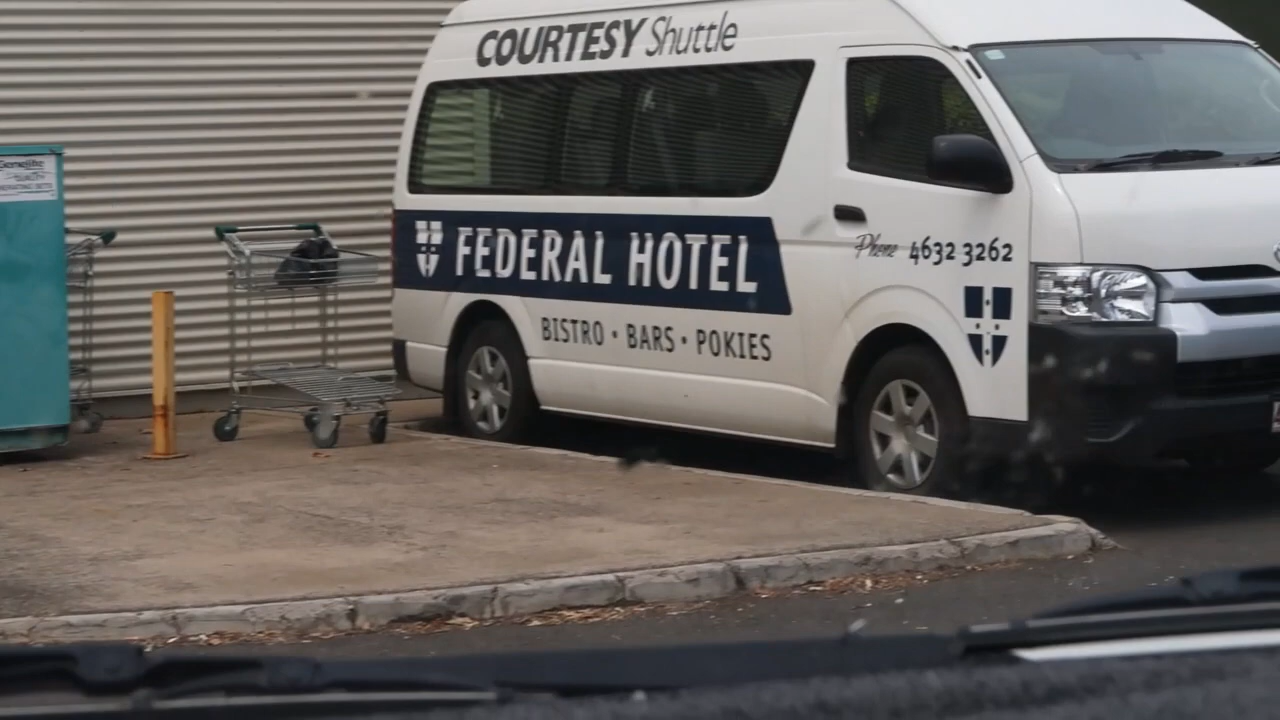 COURTESY Shuttle
FEDERAL HOTEL
BISTRO • BARS • POKIES
Phone 4632 3262